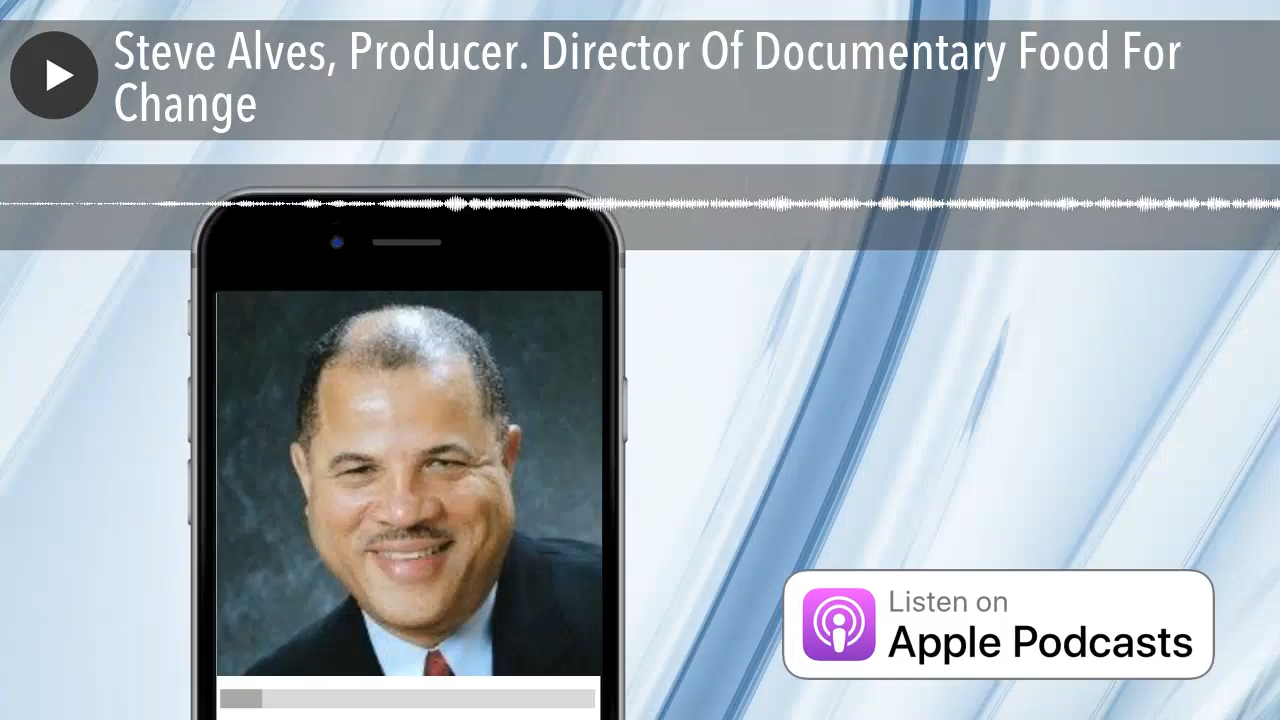 Steve Alves, Producer. Director Of Documentary Food For
Change
Listen on
Apple Podcasts